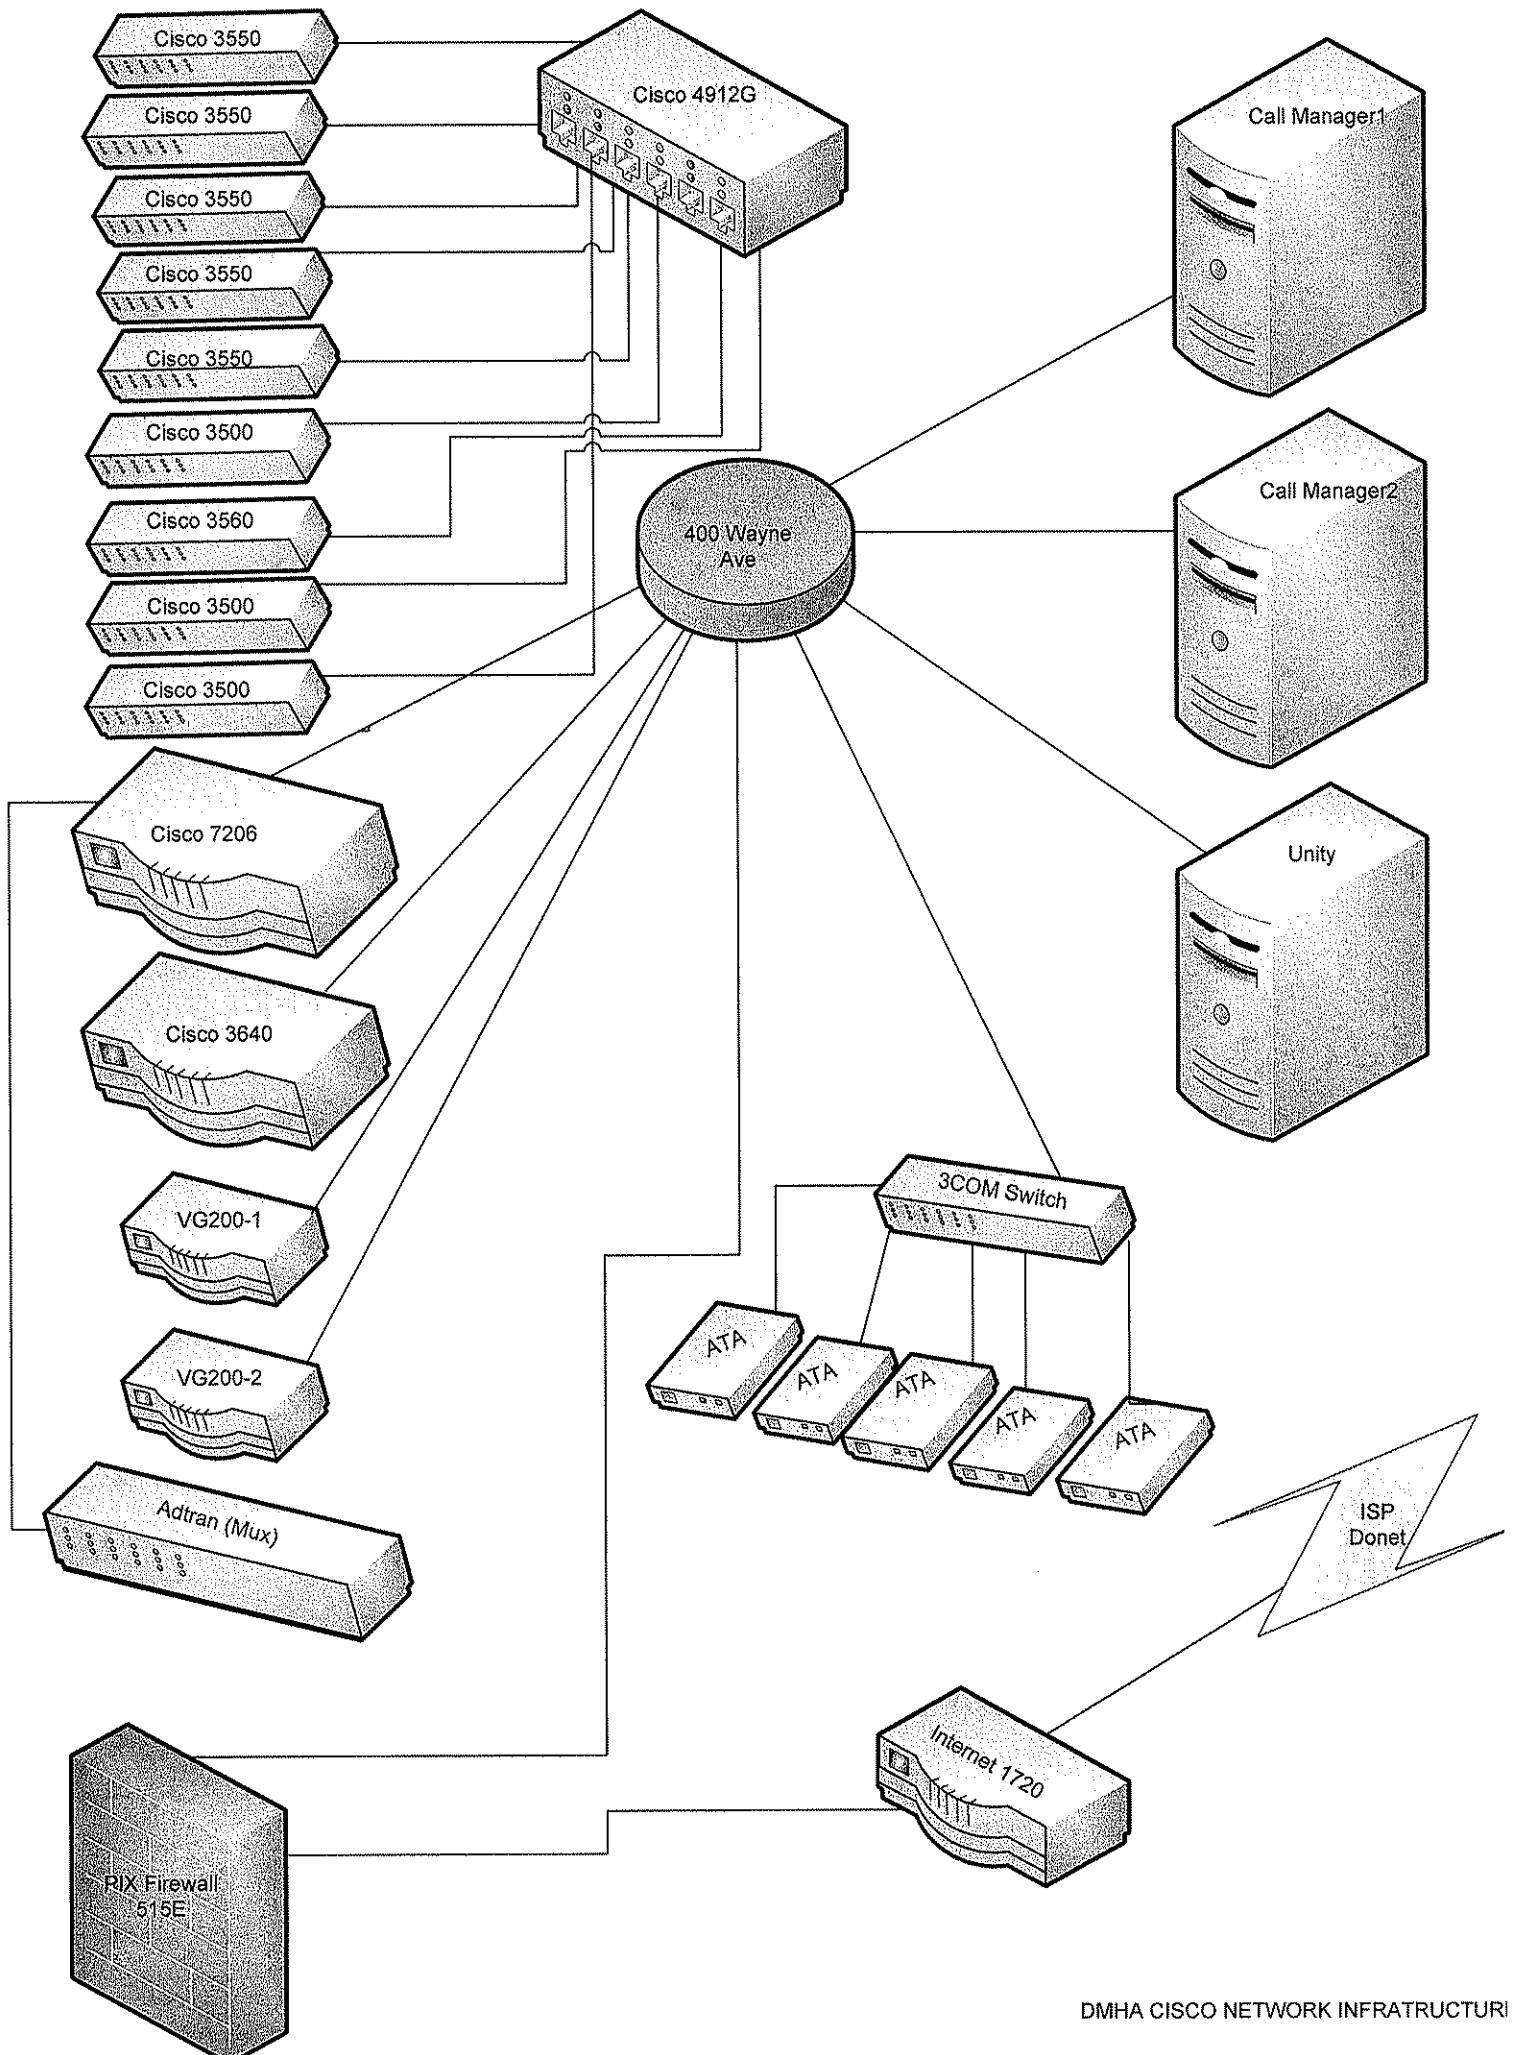 Cisco 3550
Cisco 4912G
Cisco 3550
Cisco 3550
Cisco 3550
Cisco 3550
Cisco 3500
Cisco 3560
Cisco 3500
Cisco 3500
Call Manager1
Call Manager2
400 Wayne
Ave
Unity
Cisco 7206
Cisco 3640
VG200-1
VG200-2
Adtran (Mux)
3COM Switch
ATA
ATA
ATA
ATA
ATA
ISP
Donet
Internet 1720
PIX Firewall
515E
DMHA CISCO NETWORK INFRATRUCTUR